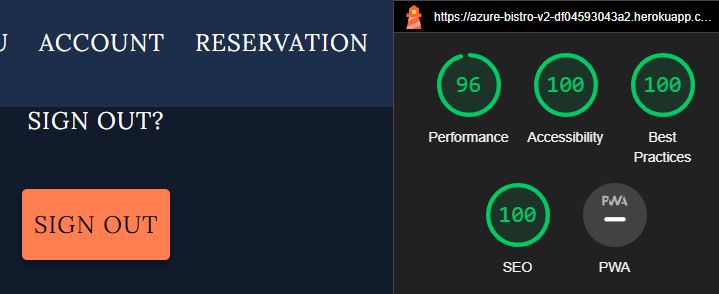 U ACCOUNT RESERVATION
SIGN OUT?
SIGN OUT
https://azure-bistro-v2-df04593043a2.herokuapp.c...
96 100 100
Performance Accessibility Best
Practices
100 PWA
SEO PWA